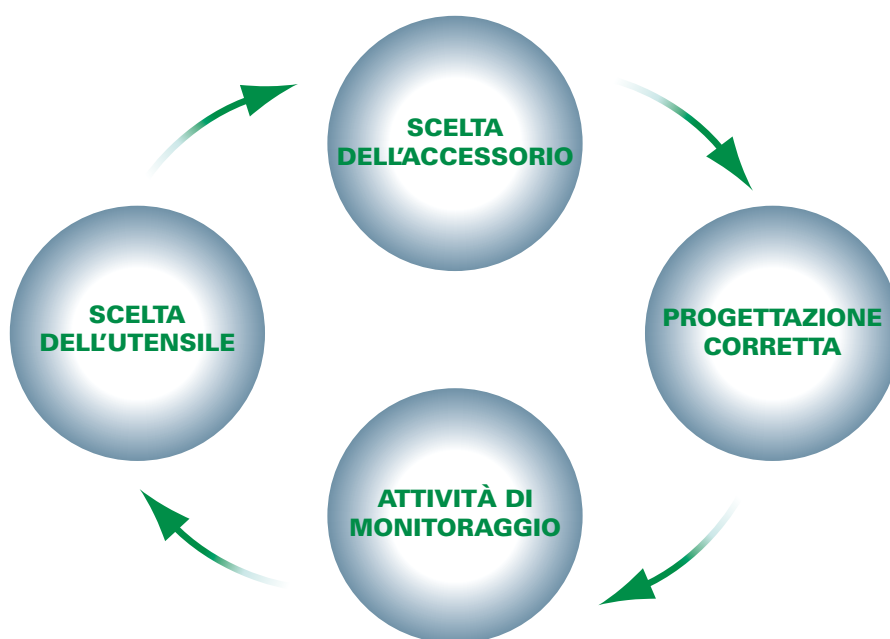 SCELTA
DELL'ACCESSORIO
SCELTA
DELL'UTENSILE
PROGETTAZIONE
CORRETTA
ATTIVITÀ DI
MONITORAGGIO